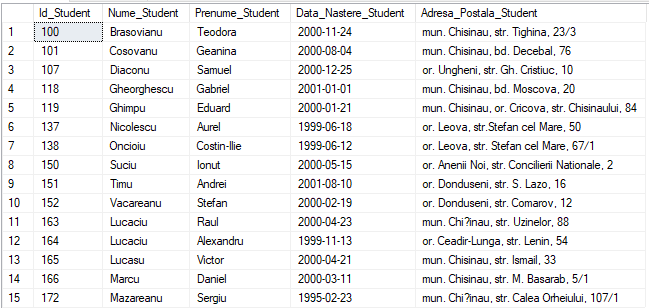 Id_Student Nume_Student Prenume_Student Data_Nastere_Student Adresa_Postala_Student
1 100 Brasovianu Teodora 2000-11-24 mun. Chisinau, str. Tighina, 23/3
2 101 Cosovanu Geanina 2000-08-04 mun. Chisinau, bd. Decebal, 76
3 107 Diaconu Samuel 2000-12-25 or. Ungheni, str. Gh. Cristiuc, 10
4 118 Gheorghescu Gabriel 2001-01-01 mun. Chisinau, bd. Moscova, 20
5 119 Ghimpu Eduard 2000-01-21 mun. Chisinau, or. Cricova, str. Chisinaului, 84
6 137 Nicolescu Aurel 1999-06-18 or. Leova, str.Stefan cel Mare, 50
7 138 Oncioiu Costin-Ilie 1999-06-12 or. Leova, str. Stefan cel Mare, 67/1
8 150 Suciu Ionut 2000-05-15 or. Anenii Noi, str. Concilierii Nationale, 2
9 151 Timu Andrei 2001-08-10 or. Donduseni, str. S. Lazo, 16
10 152 Vacareanu Stefan 2000-02-19 or. Donduseni, str. Comarov, 12
11 163 Lucaciu Raul 2000-04-23 mun. Chi?inau, str. Uzinelor, 88
12 164 Lucaciu Alexandru 1999-11-13 or. Ceadir-Lunga, str. Lenin, 54
13 165 Lucasu Victor 2000-04-21 mun. Chisinau, str. Ismail, 33
14 166 Marcu Daniel 2000-03-11 mun. Chisinau, str. M. Basarab, 5/1
15 172 Mazareanu Sergiu 1995-02-23 mun. Chi?inau, str. Calea Orheiului, 107/1